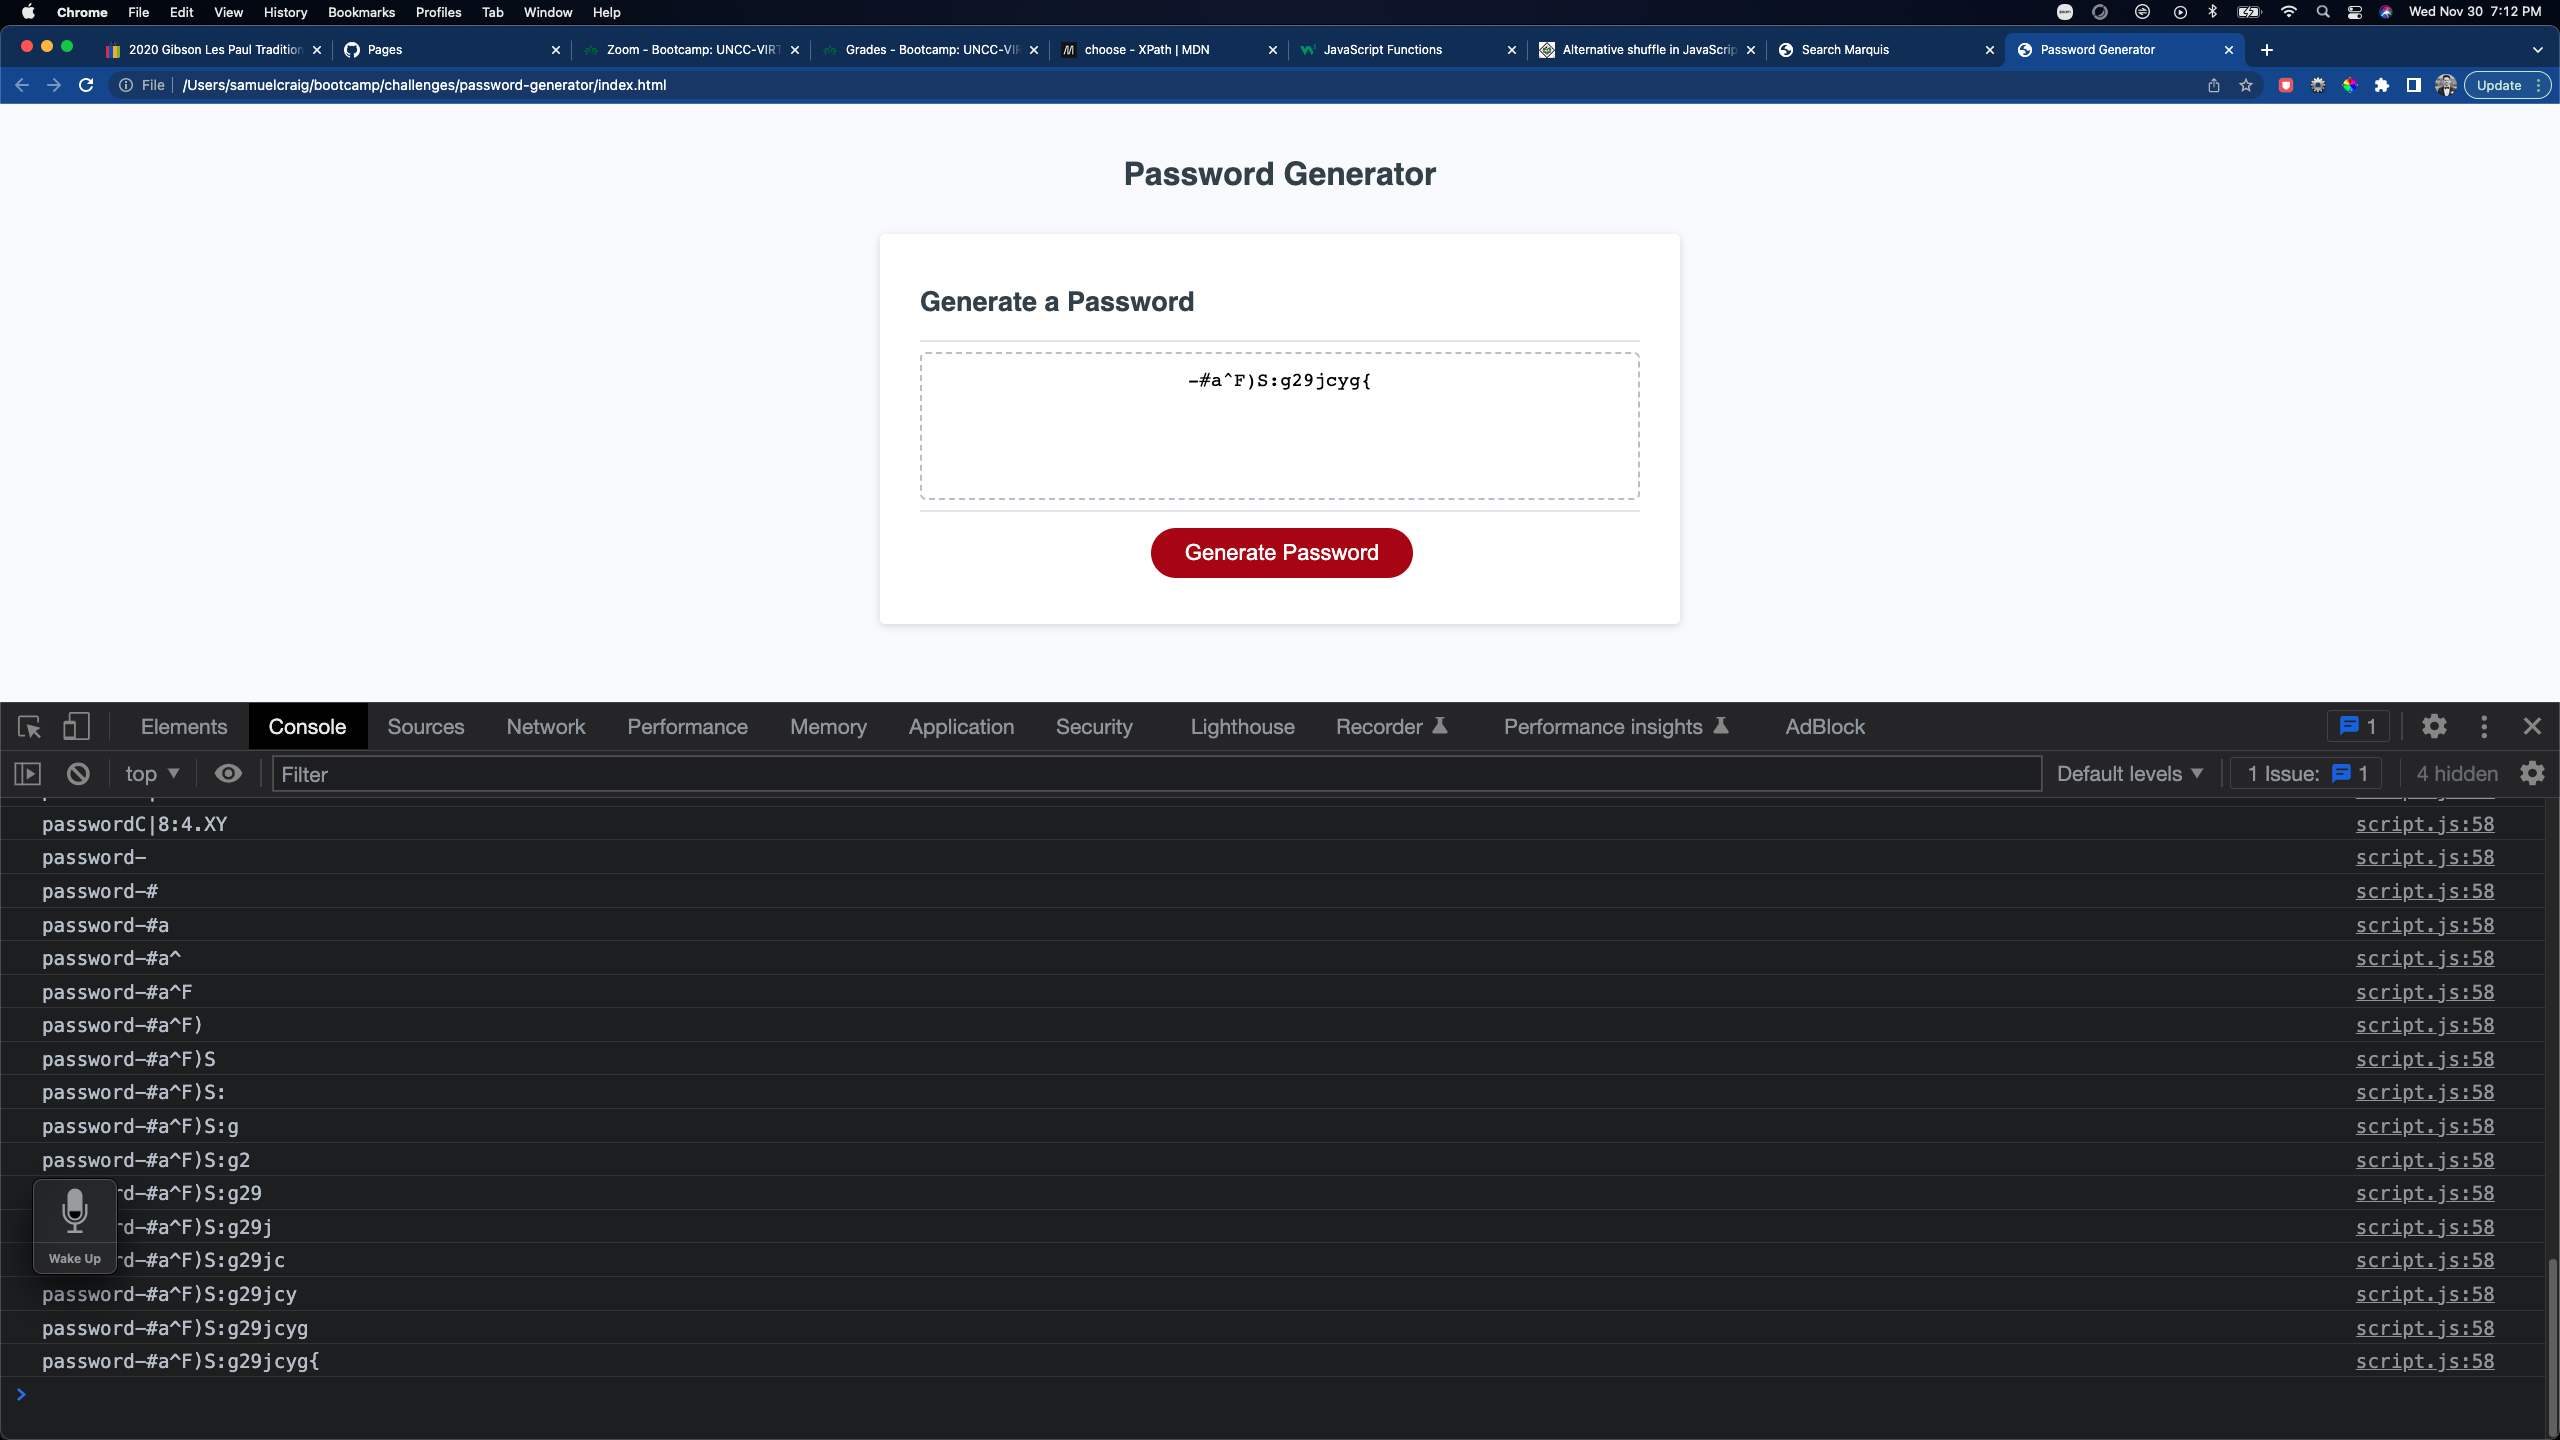 Chrome File Edit View History Bookmarks Profiles Tab Window Help
Wed Nov 30 7:12 PM
2020 Gibson Les Paul Tradition
Pages
Zoom - Bootcamp: UNCC-VIRT
Grades - Bootcamp: UNCC-VIR
choose - XPath | MDN
JavaScript Functions
Alternative shuffle in JavaScrip
Search Marquis
Password Generator
File
/Users/samuelcraig/bootcamp/challenges/password-generator/index.html
Update
Password Generator
Generate a Password
-#a^F)S:g29jcyg{
Generate Password
Elements Console Sources Network Performance Memory Application Security Lighthouse Recorder Performance insights AdBlock 1
top Filter Default levels 1 Issue: 1 4 hidden
passwordC|8:4.XY script.js:58
password- script.js:58
password-# script.js:58
password-#a script.js:58
password-#a^ script.js:58
password-#a^F script.js:58
password-#a^F) script.js:58
password-#a^F)S script.js:58
password-#a^F)S: script.js:58
password-#a^F)S:g script.js:58
password-#a^F)S:g2 script.js:58
rd-#a^F)S:g29 script.js:58
rd-#a^F)S:g29j script.js:58
rd-#a^F)S:g29jc script.js:58
Wake Up
password-#a^F)S:g29jcy script.js:58
password-#a^F)S:g29jcyg script.js:58
password-#a^F)S:g29jcyg{ script.js:58